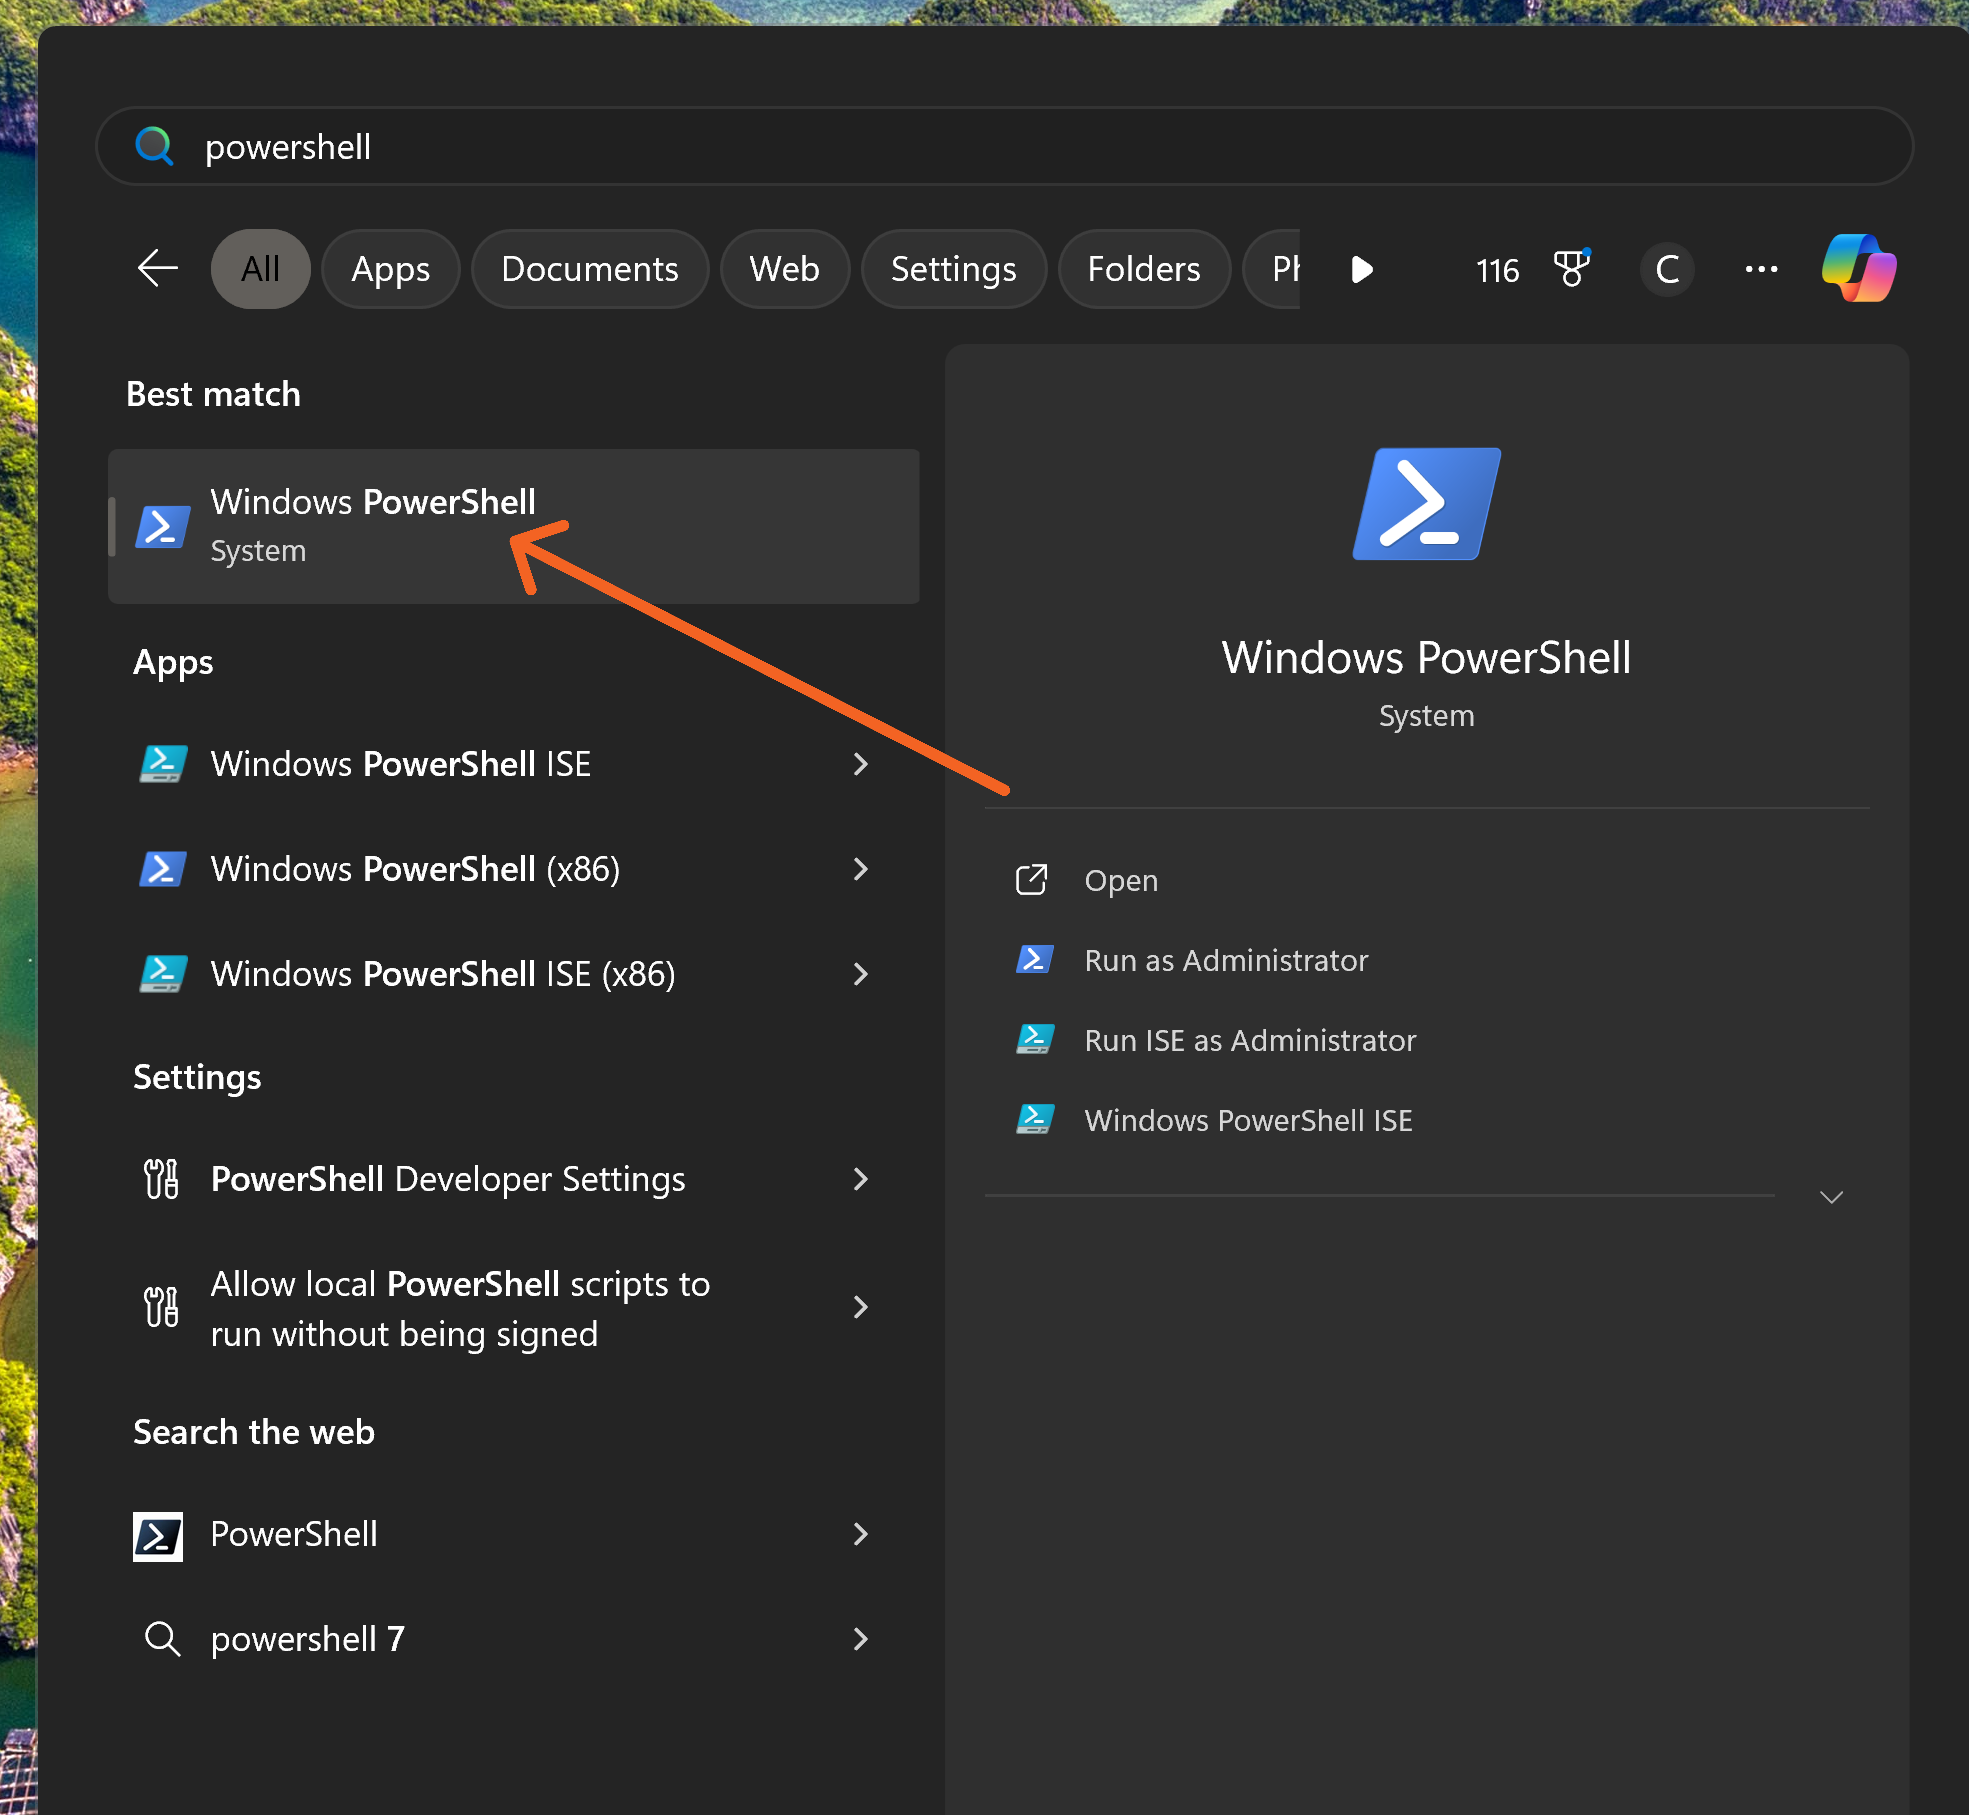 powershell
All
Apps
Documents
Web
Settings
Folders
116
C
Best match
Windows PowerShell
System
Apps
Windows PowerShell ISE
Windows PowerShell (x86)
Windows PowerShell ISE (x86)
Settings
PowerShell Developer Settings
Allow local PowerShell scripts to
run without being signed
Search the web
PowerShell
powershell 7
Windows PowerShell
System
Open
Run as Administrator
Run ISE as Administrator
Windows PowerShell ISE